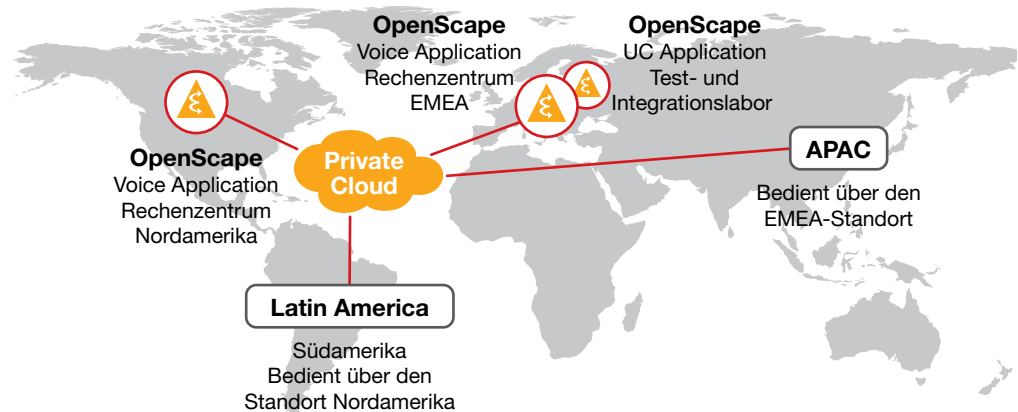 OpenScape
Voice Application
Rechenzentrum
EMEA
OpenScape
UC Application
Test- und
Integrationslabor
OpenScape
Voice Application
Rechenzentrum
Nordamerika
Private
Cloud
APAC
Bedient über den
EMEA-Standort
Latin America
Südamerika
Bedient über den
Standort Nordamerika